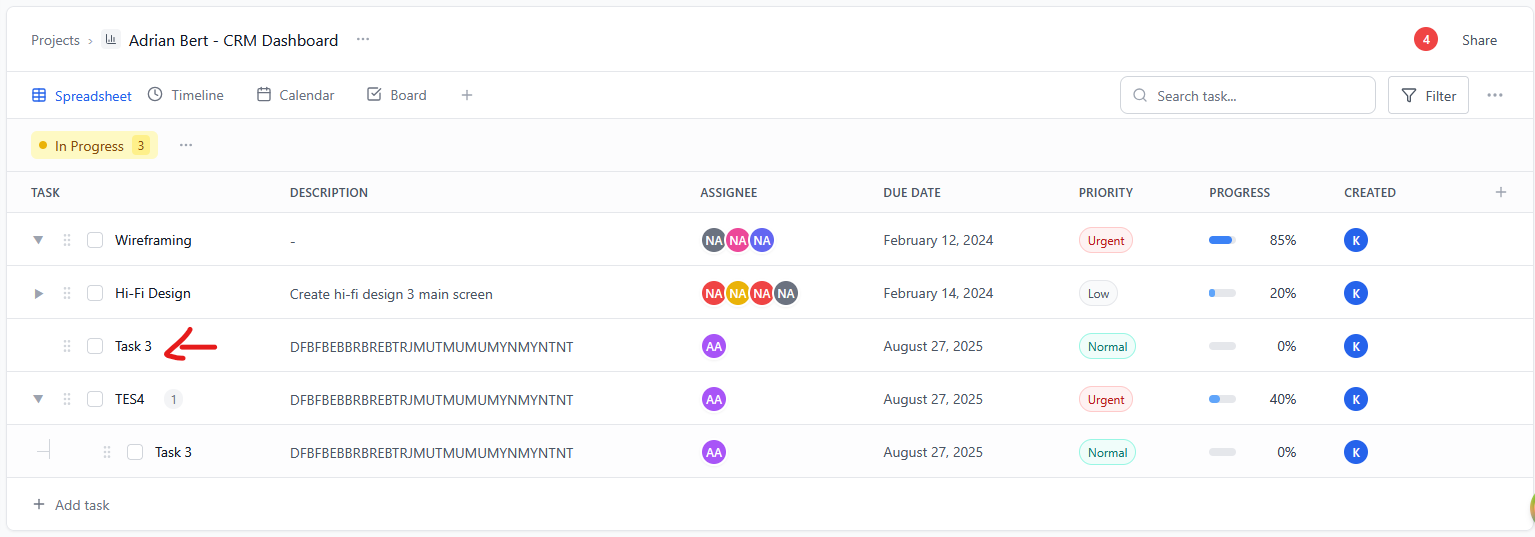 Projects › Adrian Bert - CRM Dashboard ··· 4 Share
Spreadsheet Timeline Calendar Board + Search task... Filter ···
In Progress 3 ···
TASK DESCRIPTION ASSIGNEE DUE DATE PRIORITY PROGRESS CREATED +
Wireframing - NA NA NA February 12, 2024 Urgent 85% K
Hi-Fi Design Create hi-fi design 3 main screen NA NA NA NA February 14, 2024 Low 20% K
Task 3 DFBFBEBBRBREBTRJMUTMUMUMYNMYNTNT AA August 27, 2025 Normal 0% K
TES4 1 DFBFBEBBRBREBTRJMUTMUMUMYNMYNTNT AA August 27, 2025 Urgent 40% K
Task 3 DFBFBEBBRBREBTRJMUTMUMUMYNMYNTNT AA August 27, 2025 Normal 0% K
+ Add task